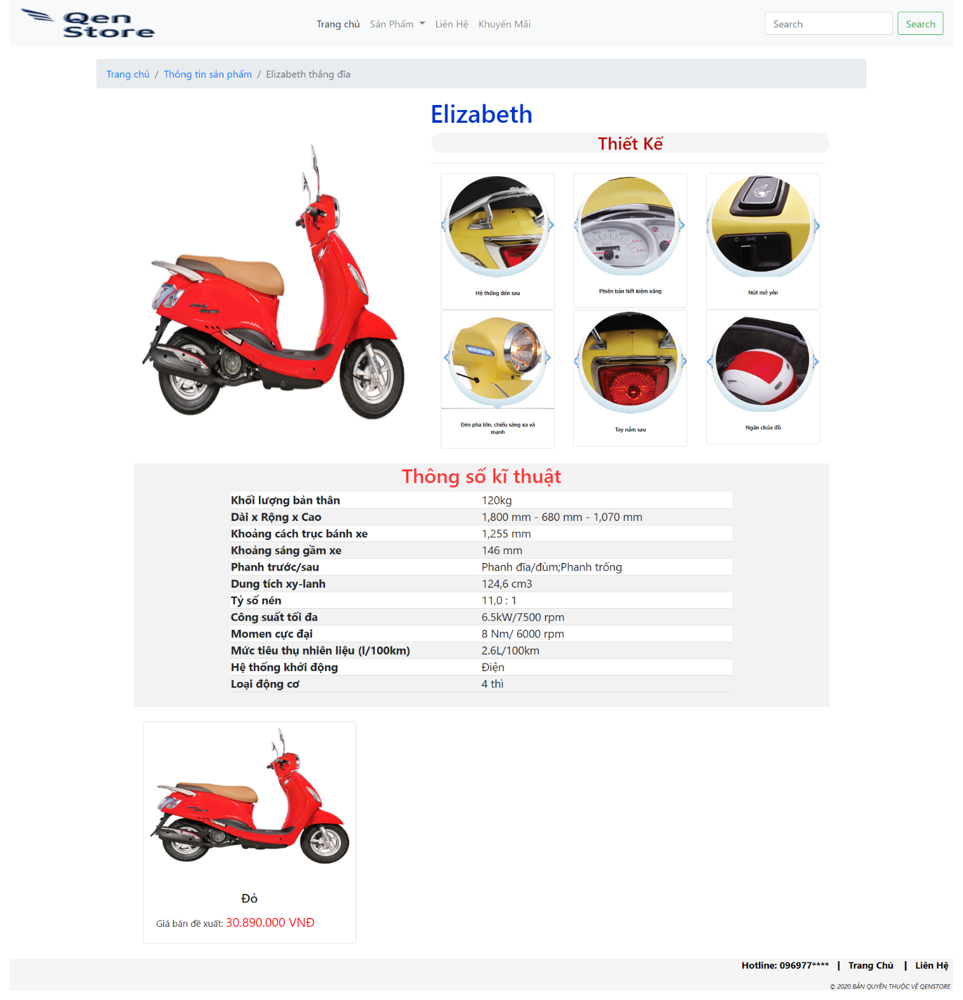 Qen
Store
Trang chủ Sản Phẩm Liên Hệ Khuyến Mãi
Search Search
Trang chủ / Thông tin sản phẩm / Elizabeth thắng đĩa
Elizabeth
Thiết Kế
Hệ thống đèn sau
Phiên bản tiết kiệm xăng
Nút mở yên
Đèn pha lớn, chiếu sáng xa và
mạnh
Tay nắm sau
Ngăn chứa đồ
Thông số kĩ thuật
Khối lượng bản thân 120kg
Dài x Rộng x Cao 1,800 mm - 680 mm - 1,070 mm
Khoảng cách trục bánh xe 1,255 mm
Khoảng sáng gầm xe 146 mm
Phanh trước/sau Phanh đĩa/đùm;Phanh trống
Dung tích xy-lanh 124,6 cm3
Tỷ số nén 11,0 : 1
Công suất tối đa 6.5kW/7500 rpm
Momen cực đại 8 Nm/ 6000 rpm
Mức tiêu thụ nhiên liệu (l/100km) 2.6L/100km
Hệ thống khởi động Điện
Loại động cơ 4 thì
Đỏ
Giá bán đề xuất: 30.890.000 VNĐ
Hotline: 096977**** | Trang Chủ | Liên Hệ
© 2020 BẢN QUYỀN THUỘC VỀ QENSTORE